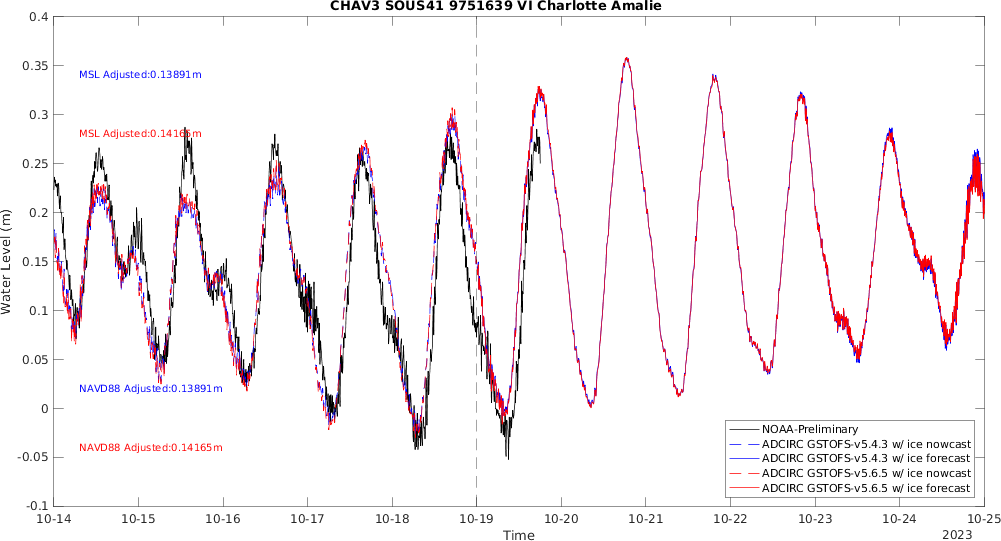 CHAV3 SOUS41 9751639 VI Charlotte Amalie
0.4
0.35
0.3
0.25
0.2
0.15
0.1
0.05
0
-0.05
-0.1
Water Level (m)
MSL Adjusted:0.13891m
MSL Adjusted:0.14165m
NAVD88 Adjusted:0.13891m
NAVD88 Adjusted:0.14165m
NOAA-Preliminary
ADCIRC GSTOFS-v5.4.3 w/ ice nowcast
ADCIRC GSTOFS-v5.4.3 w/ ice forecast
ADCIRC GSTOFS-v5.6.5 w/ ice nowcast
ADCIRC GSTOFS-v5.6.5 w/ ice forecast
10-14 10-15 10-16 10-17 10-18 10-19 10-20 10-21 10-22 10-23 10-24 10-25
Time
2023